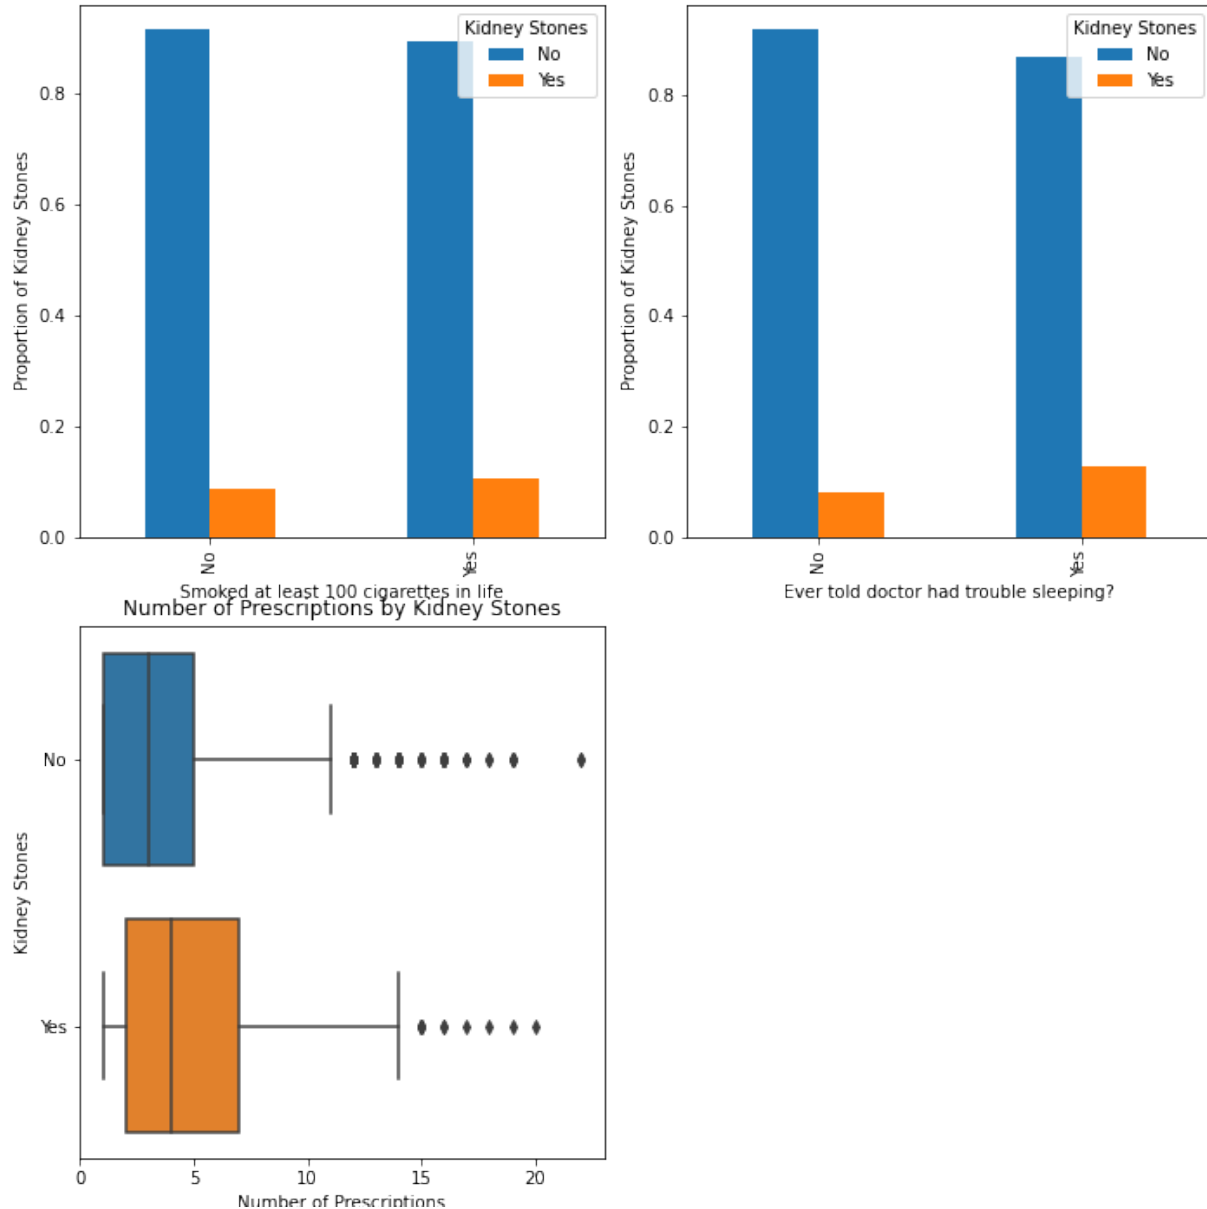 Kidney Stones
No
Yes
Proportion of Kidney Stones
0.8
0.6
0.4
0.2
0.0
No
Yes
Smoked at least 100 cigarettes in life
Kidney Stones
No
Yes
Proportion of Kidney Stones
0.8
0.6
0.4
0.2
0.0
No
Yes
Ever told doctor had trouble sleeping?
Number of Prescriptions by Kidney Stones
Kidney Stones
No
Yes
0 5 10 15 20
Number of Prescriptions